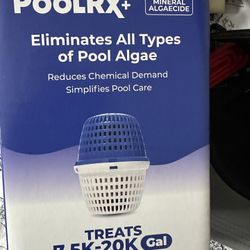 POOLRX+
MINERAL
ALGAECIDE
Eliminates All Types
of Pool Algae
Reduces Chemical Demand
Simplifies Pool Care
TREATS
7.5K-20K Gal